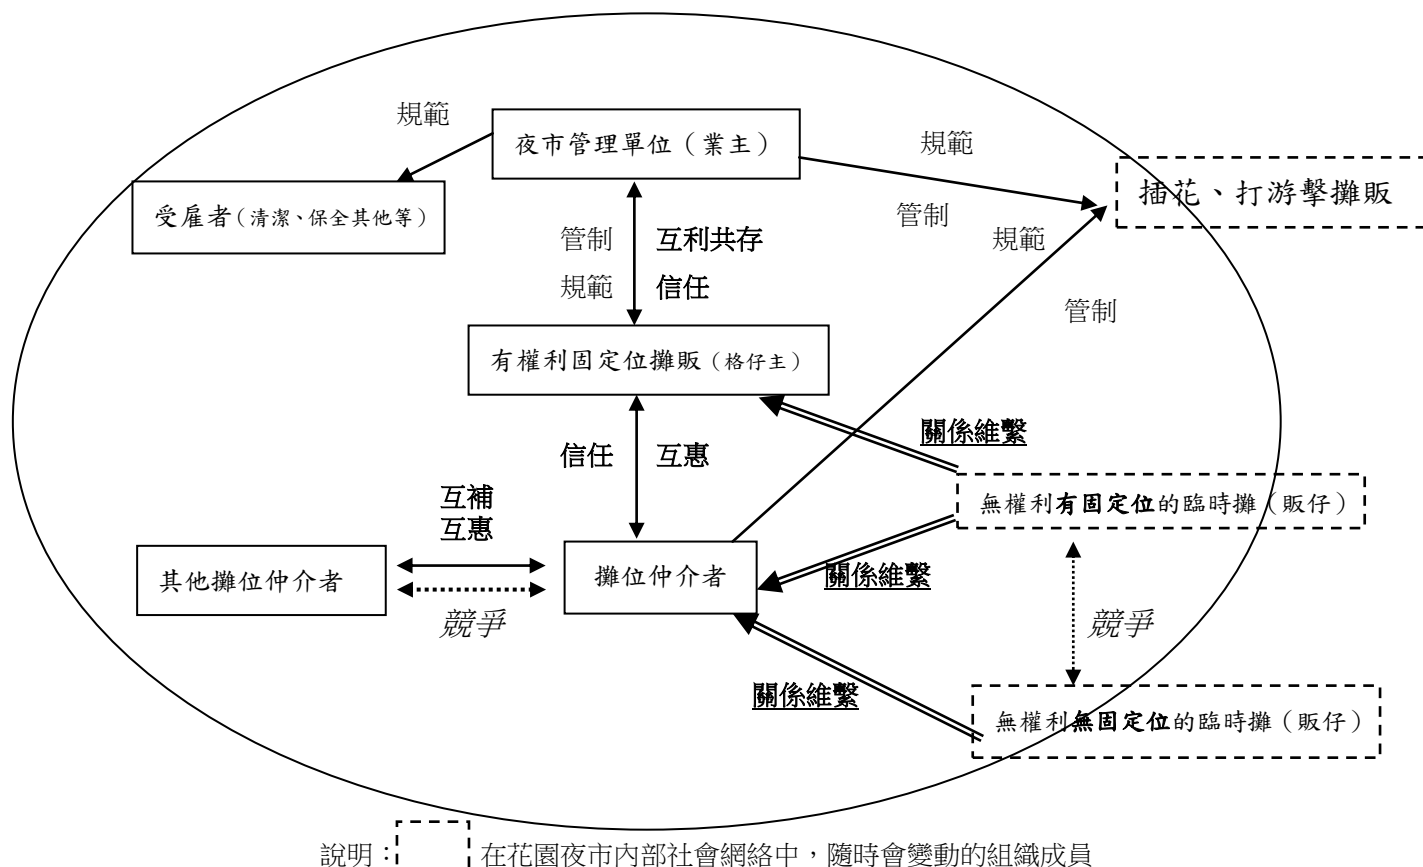 規範
夜市管理單位（業主）
規範
受雇者（清潔、保全其他等）
插花、打游擊攤販
管制
互利共存
管制
規範
規範
信任
管制
有權利固定位攤販（格仔主）
關係維繫
信任
互惠
互補
互惠
無權利有固定位的臨時攤（販仔）
其他攤位仲介者
攤位仲介者
關係維繫
競爭
競爭
關係維繫
無權利無固定位的臨時攤（販仔）
說明：
在花園夜市內部社會網絡中，隨時會變動的組織成員